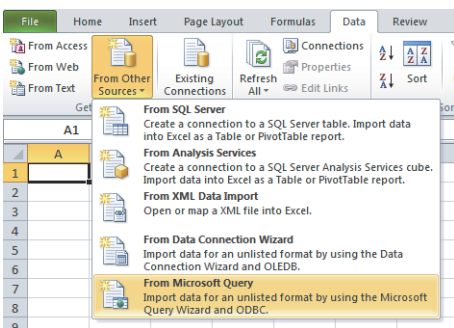 File Home Insert Page Layout Formulas Data Review
From Access
From Web
From Text
From Other
Sources
Existing
Connections
Refresh
All
Connections
Properties
Edit Links
A
Z
Z
A
A Z
Z A
Sort
Get
A1
A
1
2
3
4
5
6
7
8
9
From SQL Server
Create a connection to a SQL Server table. Import data
into Excel as a Table or PivotTable report.
From Analysis Services
Create a connection to a SQL Server Analysis Services cube.
Import data into Excel as a Table or PivotTable report.
From XML Data Import
Open or map a XML file into Excel.
From Data Connection Wizard
Import data for an unlisted format by using the Data
Connection Wizard and OLEDB.
From Microsoft Query
Import data for an unlisted format by using the Microsoft
Query Wizard and ODBC.